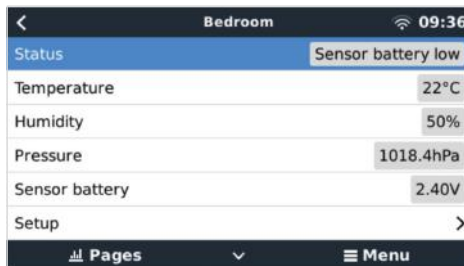 Bedroom 09:36
Status Sensor battery low
Temperature 22°C
Humidity 50%
Pressure 1018.4hPa
Sensor battery 2.40V
Setup
Pages Menu